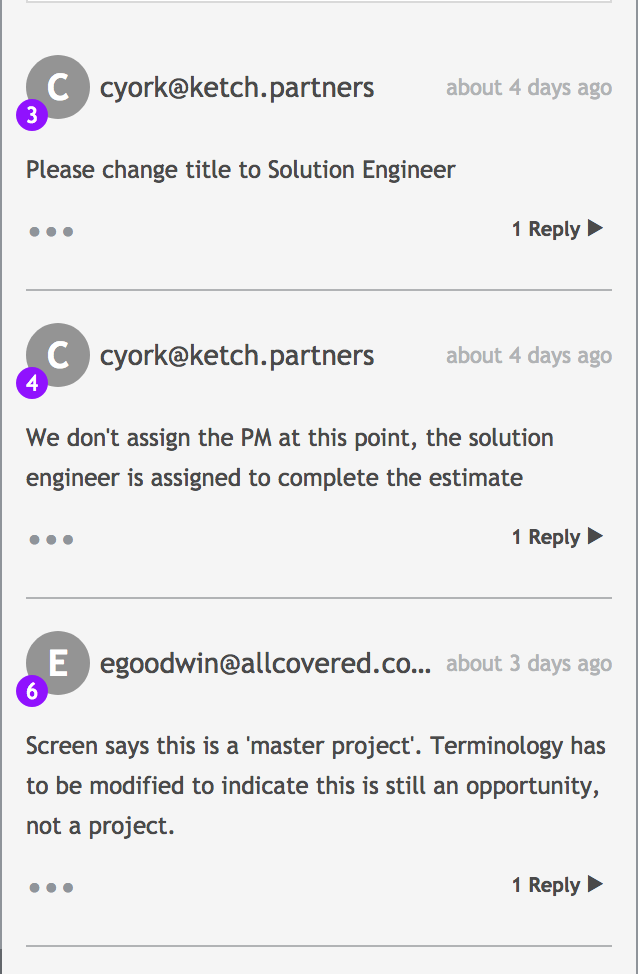 C
3
cyork@ketch.partners
about 4 days ago
Please change title to Solution Engineer
1 Reply ▶
C
4
cyork@ketch.partners
about 4 days ago
We don't assign the PM at this point, the solution
engineer is assigned to complete the estimate
1 Reply ▶
E
6
egoodwin@allcovered.co...
about 3 days ago
Screen says this is a 'master project'. Terminology has
to be modified to indicate this is still an opportunity,
not a project.
1 Reply ▶